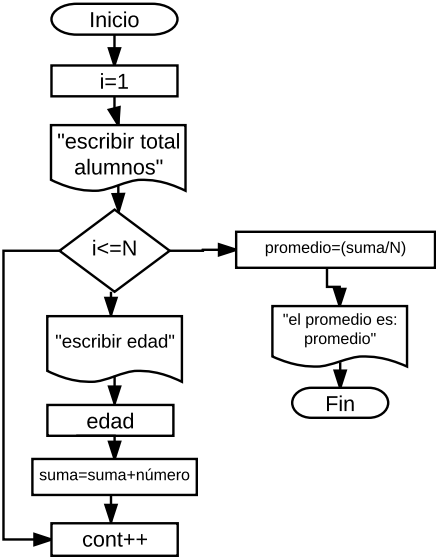 Inicio
i=1
"escribir total
alumnos"
i<=N
promedio=(suma/N)
"escribir edad"
"el promedio es:
promedio"
edad
Fin
suma=suma+número
cont++